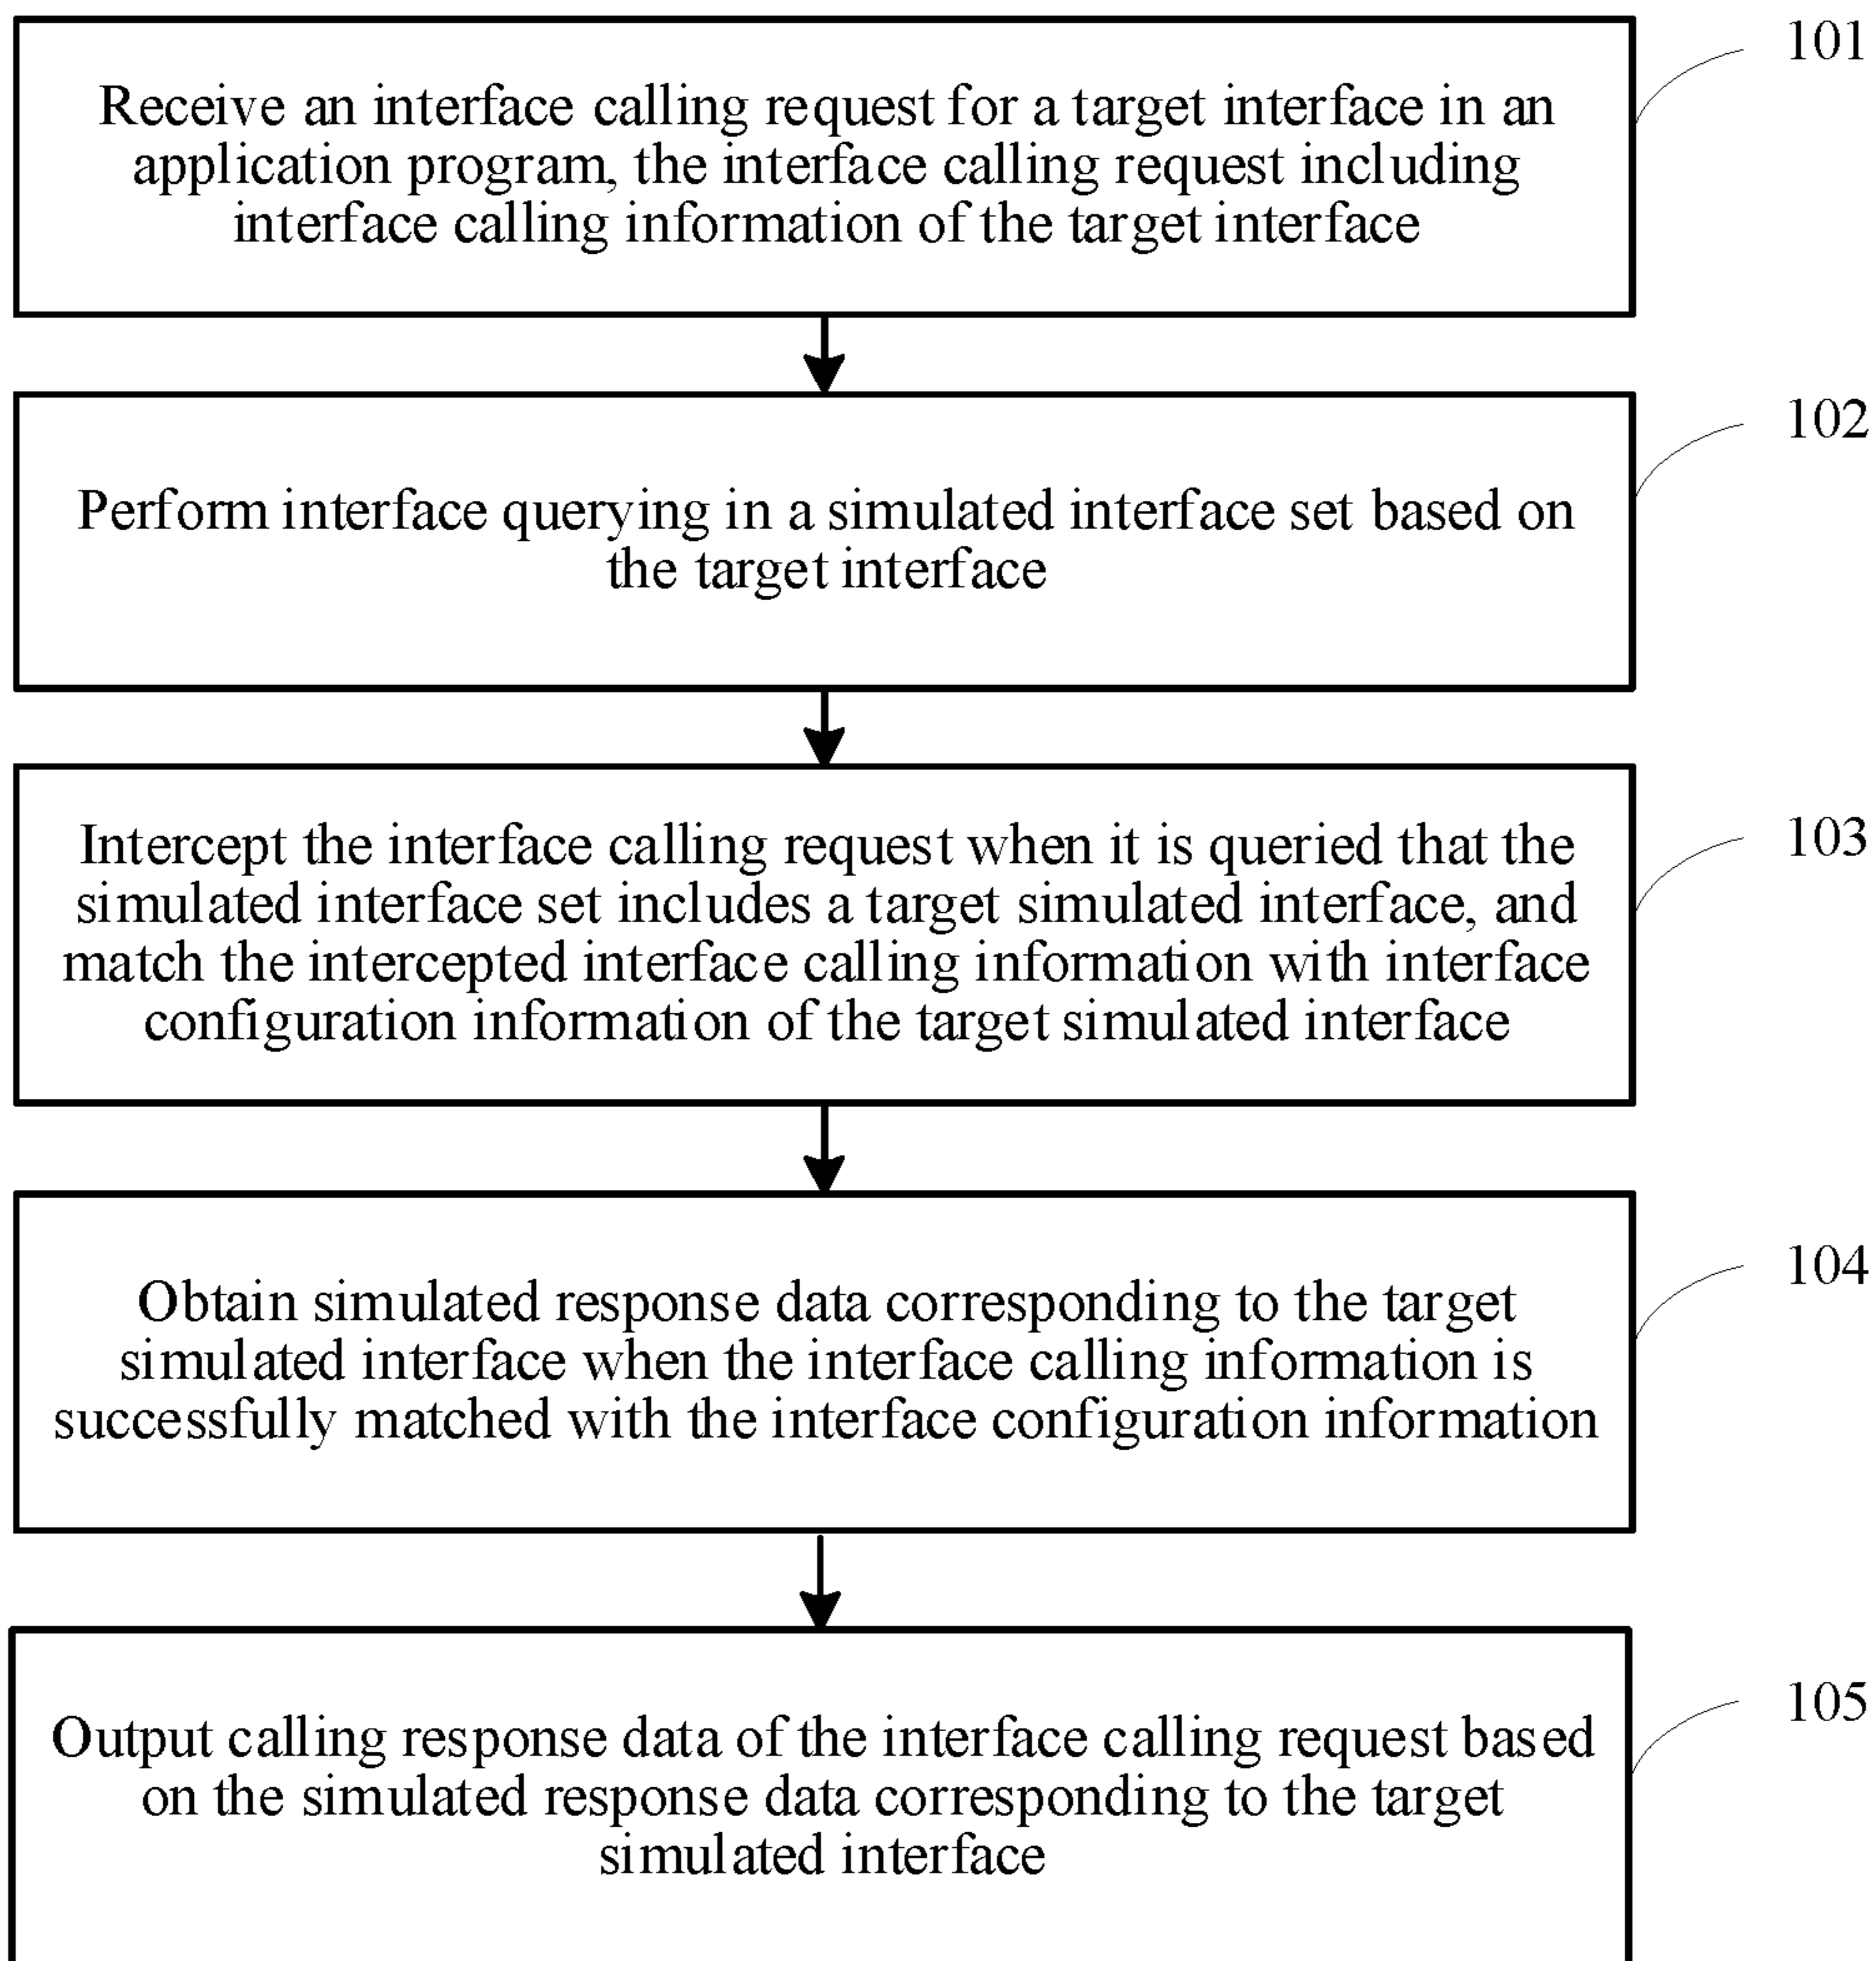 101
Receive an interface calling request for a target interface in an
application program, the interface calling request including
interface calling information of the target interface
102
Perform interface querying in a simulated interface set based on
the target interface
103
Intercept the interface calling request when it is queried that the
simulated interface set includes a target simulated interface, and
match the intercepted interface calling information with interface
configuration information of the target simulated interface
104
Obtain simulated response data corresponding to the target
simulated interface when the interface calling information is
successfully matched with the interface configuration information
105
Output calling response data of the interface calling request based
on the simulated response data corresponding to the target
simulated interface